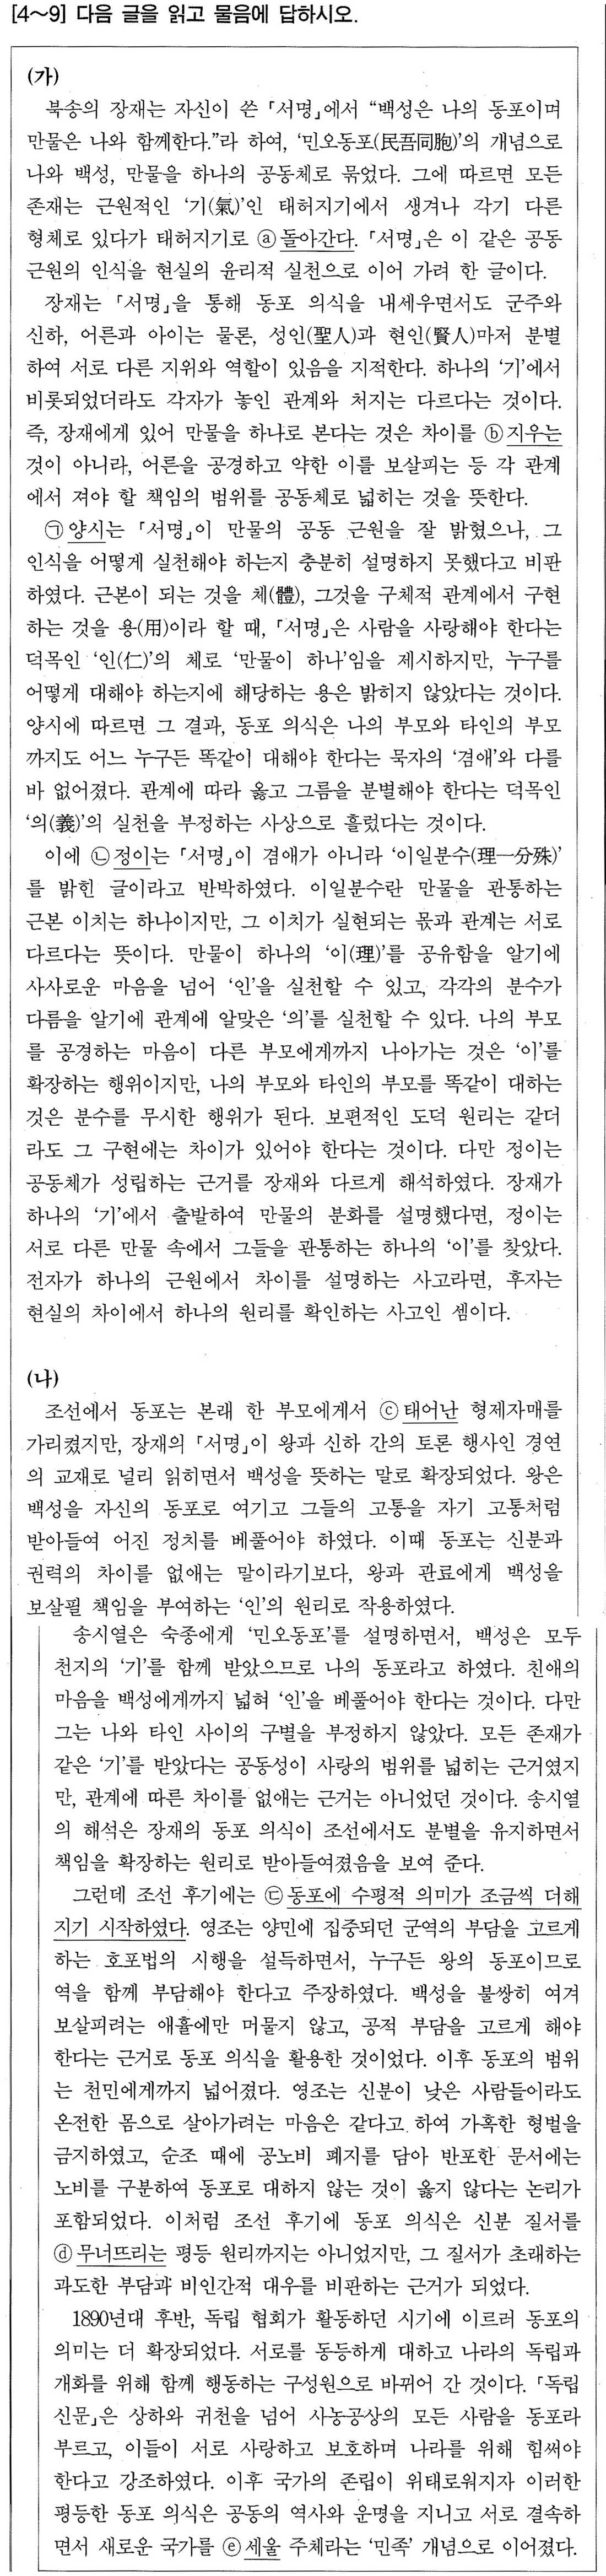 [4～9] 다음 글을 읽고 물음에 답하시오.
(가)
북송의 장재는 자신이 쓴 「서명」에서 “백성은 나의 동포이며
만물은 나와 함께한다.”라 하여, ‘민오동포(民吾同胞)’의 개념으로
나와 백성, 만물을 하나의 공동체로 묶었다. 그에 따르면 모든
존재는 근원적인 ‘기(氣)’인 태허지기에서 생겨나 각기 다른
형체로 있다가 태허지기로 ⓐ돌아간다. 「서명」은 이 같은 공동
근원의 인식을 현실의 윤리적 실천으로 이어 가려 한 글이다.
장재는 「서명」을 통해 동포 의식을 내세우면서도 군주와
신하, 어른과 아이는 물론, 성인(聖人)과 현인(賢人)마저 분별
하여 서로 다른 지위와 역할이 있음을 지적한다. 하나의 ‘기’에서
비롯되었더라도 각자가 놓인 관계와 처지는 다르다는 것이다.
즉, 장재에게 있어 만물을 하나로 본다는 것은 차이를 ⓑ지우는
것이 아니라, 어른을 공경하고 약한 이를 보살피는 등 각 관계
에서 져야 할 책임의 범위를 공동체로 넓히는 것을 뜻한다.
㉠양시는 「서명」이 만물의 공동 근원을 잘 밝혔으나, 그
인식을 어떻게 실천해야 하는지 충분히 설명하지 못했다고 비판
하였다. 근본이 되는 것을 체(體), 그것을 구체적 관계에서 구현
하는 것을 용(用)이라 할 때, 「서명」은 사람을 사랑해야 한다는
덕목인 ‘인(仁)’의 체로 ‘만물이 하나’임을 제시하지만, 누구를
어떻게 대해야 하는지에 해당하는 용은 밝히지 않았다는 것이다.
양시에 따르면 그 결과, 동포 의식은 나의 부모와 타인의 부모
까지도 어느 누구든 똑같이 대해야 한다는 묵자의 ‘겸애’와 다를
바 없어졌다. 관계에 따라 옳고 그름을 분별해야 한다는 덕목인
‘의(義)’의 실천을 부정하는 사상으로 흘렀다는 것이다.
이에 ㉡정이는 「서명」이 겸애가 아니라 ‘이일분수(理一分殊)’
를 밝힌 글이라고 반박하였다. 이일분수란 만물을 관통하는
근본 이치는 하나이지만, 그 이치가 실현되는 몫과 관계는 서로
다르다는 뜻이다. 만물이 하나의 ‘이(理)’를 공유함을 알기에
사사로운 마음을 넘어 ‘인’을 실천할 수 있고, 각각의 분수가
다름을 알기에 관계에 알맞은 ‘의’를 실천할 수 있다. 나의 부모
를 공경하는 마음이 다른 부모에게까지 나아가는 것은 ‘이’를
확장하는 행위이지만, 나의 부모와 타인의 부모를 똑같이 대하는
것은 분수를 무시한 행위가 된다. 보편적인 도덕 원리는 같더
라도 그 구현에는 차이가 있어야 한다는 것이다. 다만 정이는
공동체가 성립하는 근거를 장재와 다르게 해석하였다. 장재가
하나의 ‘기’에서 출발하여 만물의 분화를 설명했다면, 정이는
서로 다른 만물 속에서 그들을 관통하는 하나의 ‘이’를 찾았다.
전자가 하나의 근원에서 차이를 설명하는 사고라면, 후자는
현실의 차이에서 하나의 원리를 확인하는 사고인 셈이다.
(나)
조선에서 동포는 본래 한 부모에게서 ⓒ태어난 형제자매를
가리켰지만, 장재의 「서명」이 왕과 신하 간의 토론 행사인 경연
의 교재로 널리 읽히면서 백성을 뜻하는 말로 확장되었다. 왕은
백성을 자신의 동포로 여기고 그들의 고통을 자기 고통처럼
받아들여 어진 정치를 베풀어야 하였다. 이때 동포는 신분과
권력의 차이를 없애는 말이라기보다, 왕과 관료에게 백성을
보살필 책임을 부여하는 ‘인’의 원리로 작용하였다.
송시열은 숙종에게 ‘민오동포’를 설명하면서, 백성은 모두
천지의 ‘기’를 함께 받았으므로 나의 동포라고 하였다. 친애의
마음을 백성에게까지 넓혀 ‘인’을 베풀어야 한다는 것이다. 다만
그는 나와 타인 사이의 구별을 부정하지 않았다. 모든 존재가
같은 ‘기’를 받았다는 공동성이 사랑의 범위를 넓히는 근거였지
만, 관계에 따른 차이를 없애는 근거는 아니었던 것이다. 송시열
의 해석은 장재의 동포 의식이 조선에서도 분별을 유지하면서
책임을 확장하는 원리로 받아들여졌음을 보여 준다.
그런데 조선 후기에는 ㉢동포에 수평적 의미가 조금씩 더해
지기 시작하였다. 영조는 양민에 집중되던 군역의 부담을 고르게
하는 호포법의 시행을 설득하면서, 누구든 왕의 동포이므로
역을 함께 부담해야 한다고 주장하였다. 백성을 불쌍히 여겨
보살피려는 애휼에만 머물지 않고, 공적 부담을 고르게 해야
한다는 근거로 동포 의식을 활용한 것이었다. 이후 동포의 범위
는 천민에게까지 넓어졌다. 영조는 신분이 낮은 사람들이라도
온전한 몸으로 살아가려는 마음은 같다고 하여 가혹한 형벌을
금지하였고, 순조 때에 공노비 폐지를 담아 반포한 문서에는
노비를 구분하여 동포로 대하지 않는 것이 옳지 않다는 논리가
포함되었다. 이처럼 조선 후기에 동포 의식은 신분 질서를
ⓓ무너뜨리는 평등 원리까지는 아니었지만, 그 질서가 초래하는
과도한 부담과 비인간적 대우를 비판하는 근거가 되었다.
1890년대 후반, 독립 협회가 활동하던 시기에 이르러 동포의
의미는 더 확장되었다. 서로를 동등하게 대하고 나라의 독립과
개화를 위해 함께 행동하는 구성원으로 바뀌어 간 것이다. 「독립
신문」은 상하와 귀천을 넘어 사농공상의 모든 사람을 동포라
부르고, 이들이 서로 사랑하고 보호하며 나라를 위해 힘써야
한다고 강조하였다. 이후 국가의 존립이 위태로워지자 이러한
평등한 동포 의식은 공동의 역사와 운명을 지니고 서로 결속하
면서 새로운 국가를 ⓔ세울 주체라는 ‘민족’ 개념으로 이어졌다.